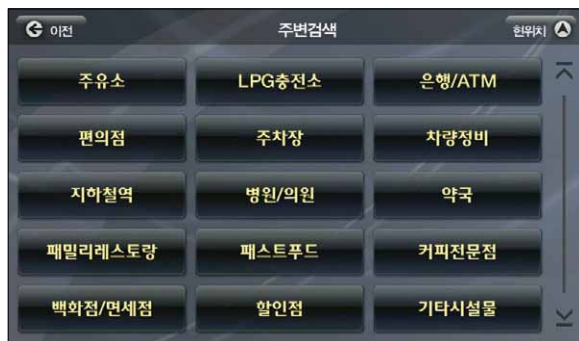 이전 주변검색 현위치
주유소 LPG충전소 은행/ATM
편의점 주차장 차량정비
지하철역 병원/의원 약국
패밀리레스토랑 패스트푸드 커피전문점
백화점/면세점 할인점 기타시설물